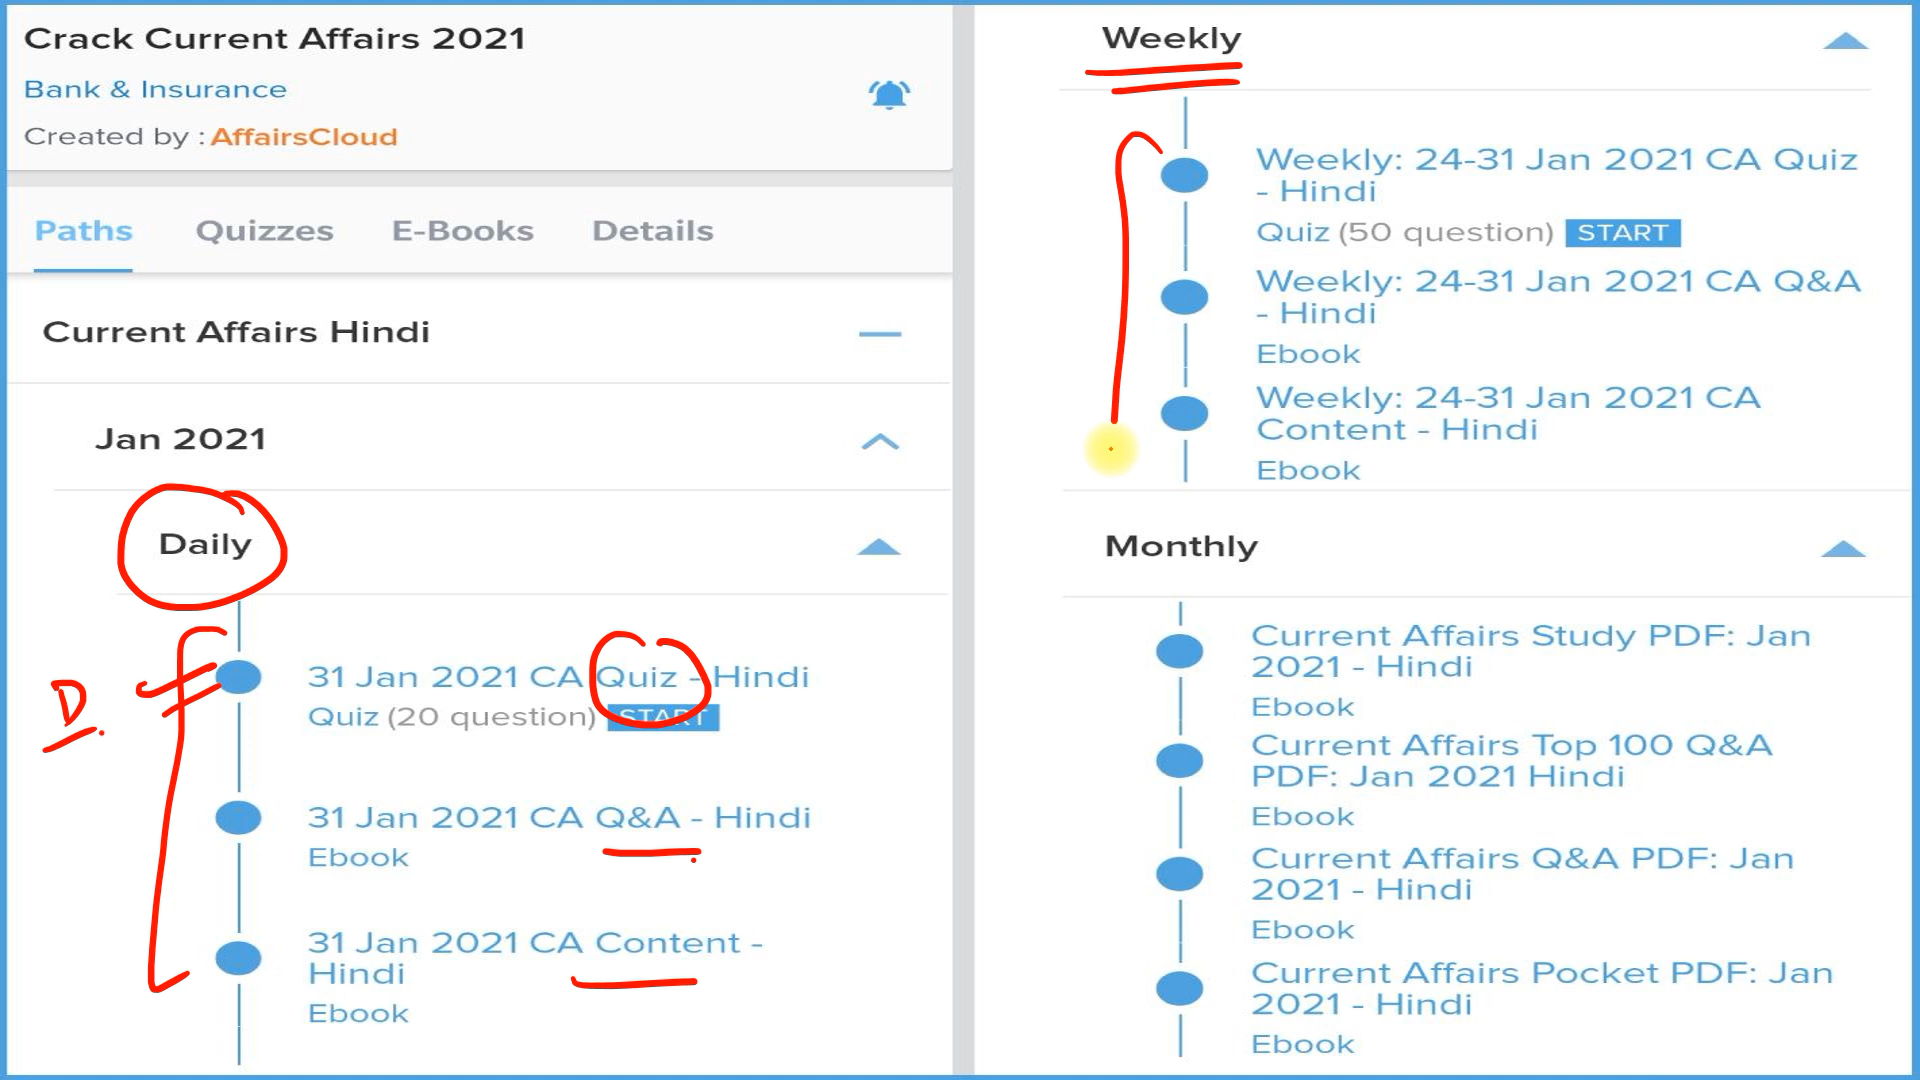 Crack Current Affairs 2021
Bank & Insurance
Created by : AffairsCloud
Paths Quizzes E-Books Details
Current Affairs Hindi
Jan 2021
Daily
D.
31 Jan 2021 CA Quiz - Hindi
Quiz (20 question) START
31 Jan 2021 CA Q&A - Hindi
Ebook
31 Jan 2021 CA Content -
Hindi
Ebook
Weekly
Weekly: 24-31 Jan 2021 CA Quiz
- Hindi
Quiz (50 question) START
Weekly: 24-31 Jan 2021 CA Q&A
- Hindi
Ebook
Weekly: 24-31 Jan 2021 CA
Content - Hindi
Ebook
Monthly
Current Affairs Study PDF: Jan
2021 - Hindi
Ebook
Current Affairs Top 100 Q&A
PDF: Jan 2021 Hindi
Ebook
Current Affairs Q&A PDF: Jan
2021 - Hindi
Ebook
Current Affairs Pocket PDF: Jan
2021 - Hindi
Ebook